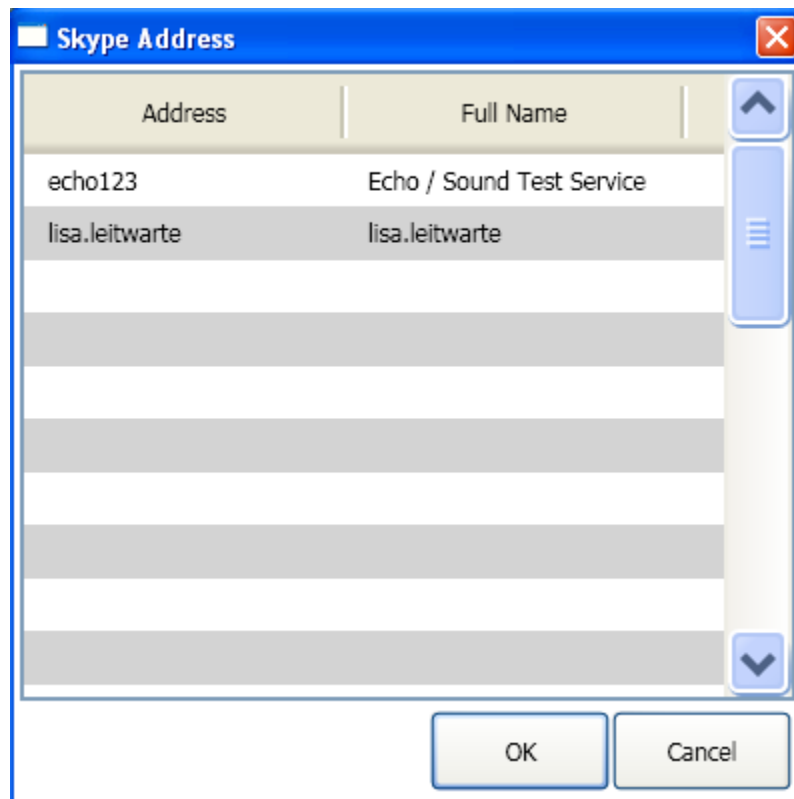 Skype Address
Address Full Name
echo123 Echo / Sound Test Service
lisa.leitwarte lisa.leitwarte
OK Cancel